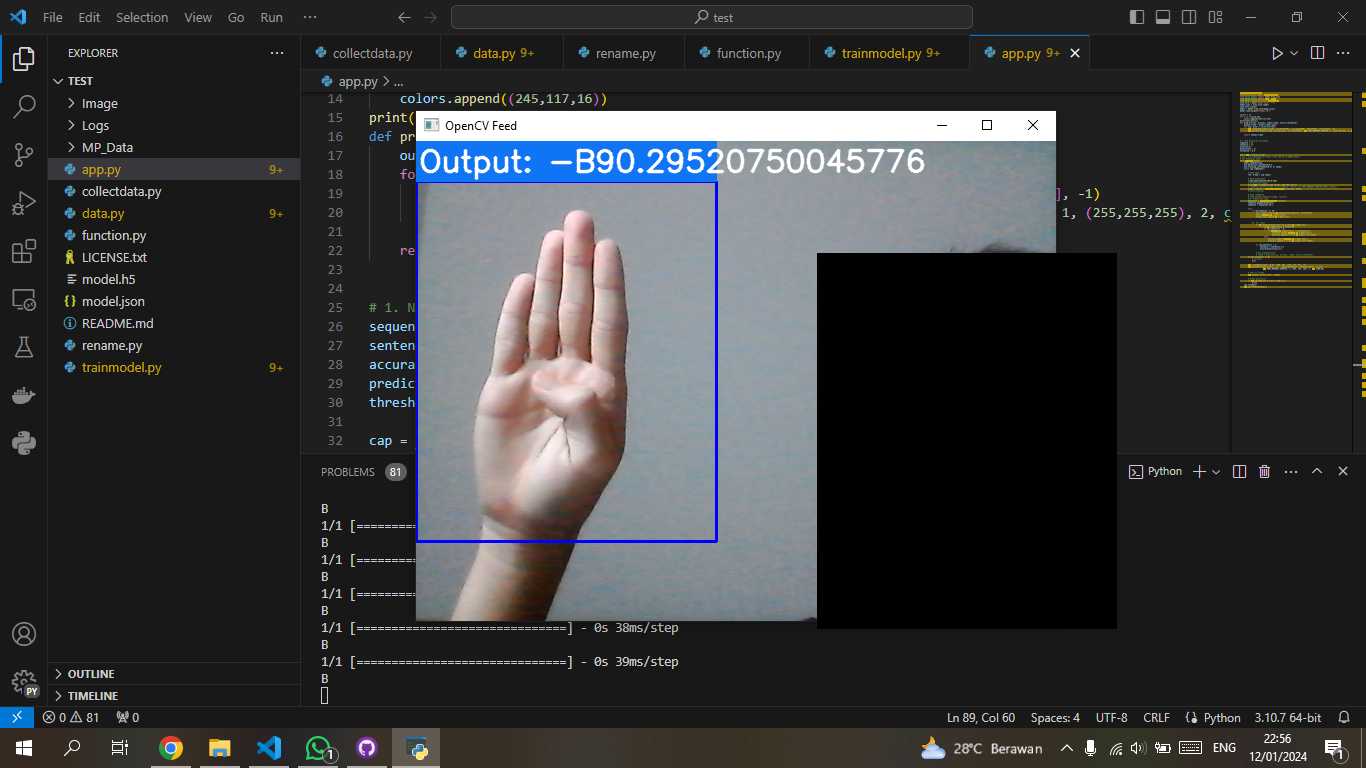 File Edit Selection View Go Run ··· test
EXPLORER ···
TEST
Image
Logs
MP_Data
app.py 9+
collectdata.py
data.py 9+
function.py
LICENSE.txt
model.h5
model.json
README.md
rename.py
trainmodel.py 9+
OUTLINE
TIMELINE
collectdata.py data.py 9+ rename.py function.py trainmodel.py 9+ app.py 9+
app.py > ...
14 colors.append((245,117,16))
15 print(
16 def pr
17 ou
18 fo
19 ], -1)
20 1, (255,255,255), 2, c
21
22 re
23
24
25 # 1. N
26 sequen
27 senten
28 accura
29 predic
30 thresh
31
32 cap =
OpenCV Feed
Output: -B90.29520750045776
PROBLEMS 81
Python
B
1/1 [==========
B
1/1 [==========
B
1/1 [==========
B
1/1 [==============================] - 0s 38ms/step
B
1/1 [==============================] - 0s 39ms/step
B
PY
0 81 0 Ln 89, Col 60 Spaces: 4 UTF-8 CRLF Python 3.10.7 64-bit
1 28°C Berawan ENG 22:56
12/01/2024 1